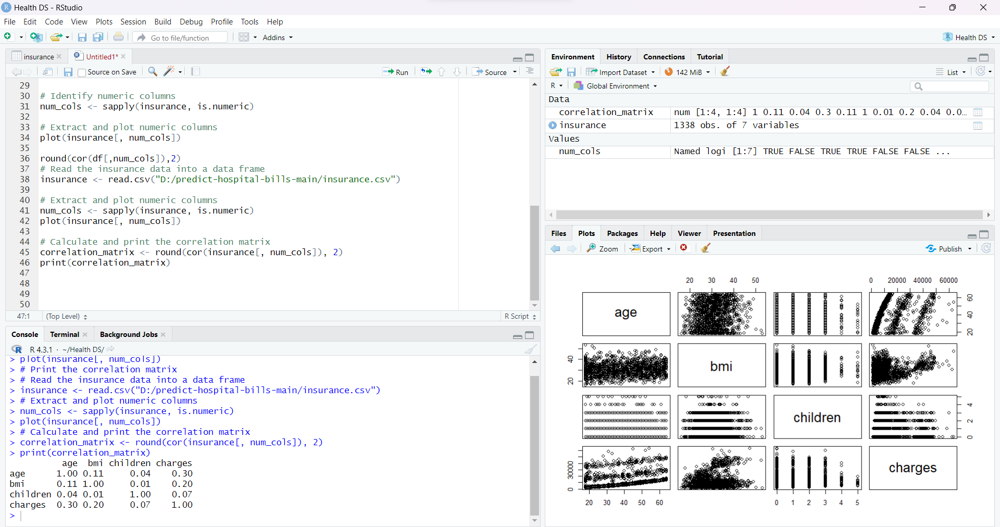 Health DS - RStudio
File Edit Code View Plots Session Build Debug Profile Tools Help
Go to file/function Addins Health DS
insurance Untitled1*
Source on Save Run Source
29
30 # Identify numeric columns
31 num_cols <- sapply(insurance, is.numeric)
32
33 # Extract and plot numeric columns
34 plot(insurance[, num_cols])
35
36 round(cor(df[,num_cols]),2)
37 # Read the insurance data into a data frame
38 insurance <- read.csv("D:/predict-hospital-bills-main/insurance.csv")
39
40 # Extract and plot numeric columns
41 num_cols <- sapply(insurance, is.numeric)
42 plot(insurance[, num_cols])
43
44 # Calculate and print the correlation matrix
45 correlation_matrix <- round(cor(insurance[, num_cols]), 2)
46 print(correlation_matrix)
47
48
49
50
47:1 (Top Level) R Script
Console Terminal Background Jobs
R 4.3.1 · ~/Health DS/
> plot(insurance[, num_cols])
> # Print the correlation matrix
> # Read the insurance data into a data frame
> insurance <- read.csv("D:/predict-hospital-bills-main/insurance.csv")
> # Extract and plot numeric columns
> num_cols <- sapply(insurance, is.numeric)
> plot(insurance[, num_cols])
> # Calculate and print the correlation matrix
> correlation_matrix <- round(cor(insurance[, num_cols]), 2)
> print(correlation_matrix)
age bmi children charges
age 1.00 0.11 0.04 0.30
bmi 0.11 1.00 0.01 0.20
children 0.04 0.01 1.00 0.07
charges 0.30 0.20 0.07 1.00
>
Environment History Connections Tutorial
Import Dataset 142 MiB List
R Global Environment
Data
correlation_matrix num [1:4, 1:4] 1 0.11 0.04 0.3 0.11 1 0.01 0.2 0.04 0.0…
insurance 1338 obs. of 7 variables
Values
num_cols Named logi [1:7] TRUE FALSE TRUE TRUE FALSE FALSE ...
Files Plots Packages Help Viewer Presentation
Zoom Export Publish
20 30 40 50
0 20000 40000 60000
age
20 40 60
bmi
20 40
children
0 2 4
charges
0 30000
20 30 40 50 60
0 1 2 3 4 5